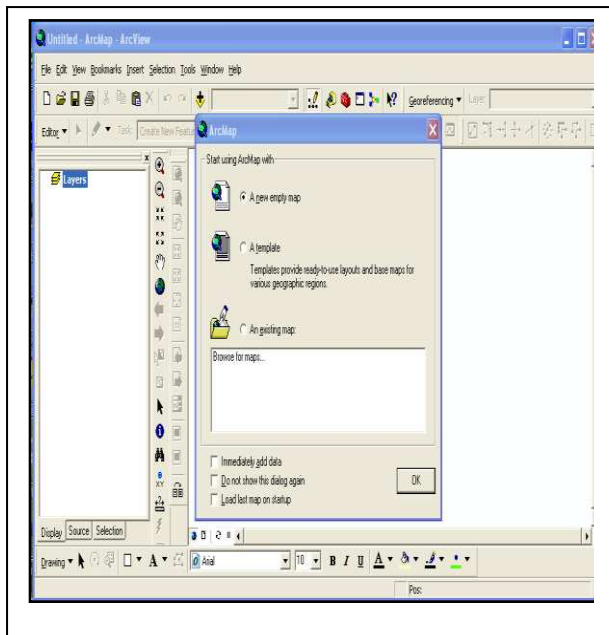 Untitled - ArcMap - ArcView
File Edit View Bookmarks Insert Selection Tools Window Help
Georeferencing Layer:
Editor Task: Create New Featu
ArcMap
Layers
Start using ArcMap with
A new empty map
A template
Templates provide ready-to-use layouts and base maps for
various geographic regions.
An existing map:
Browse for maps...
Immediately add data
Do not show this dialog again
Load last map on startup
OK
Display Source Selection
Drawing A Arial 10 B I U A
Pos: